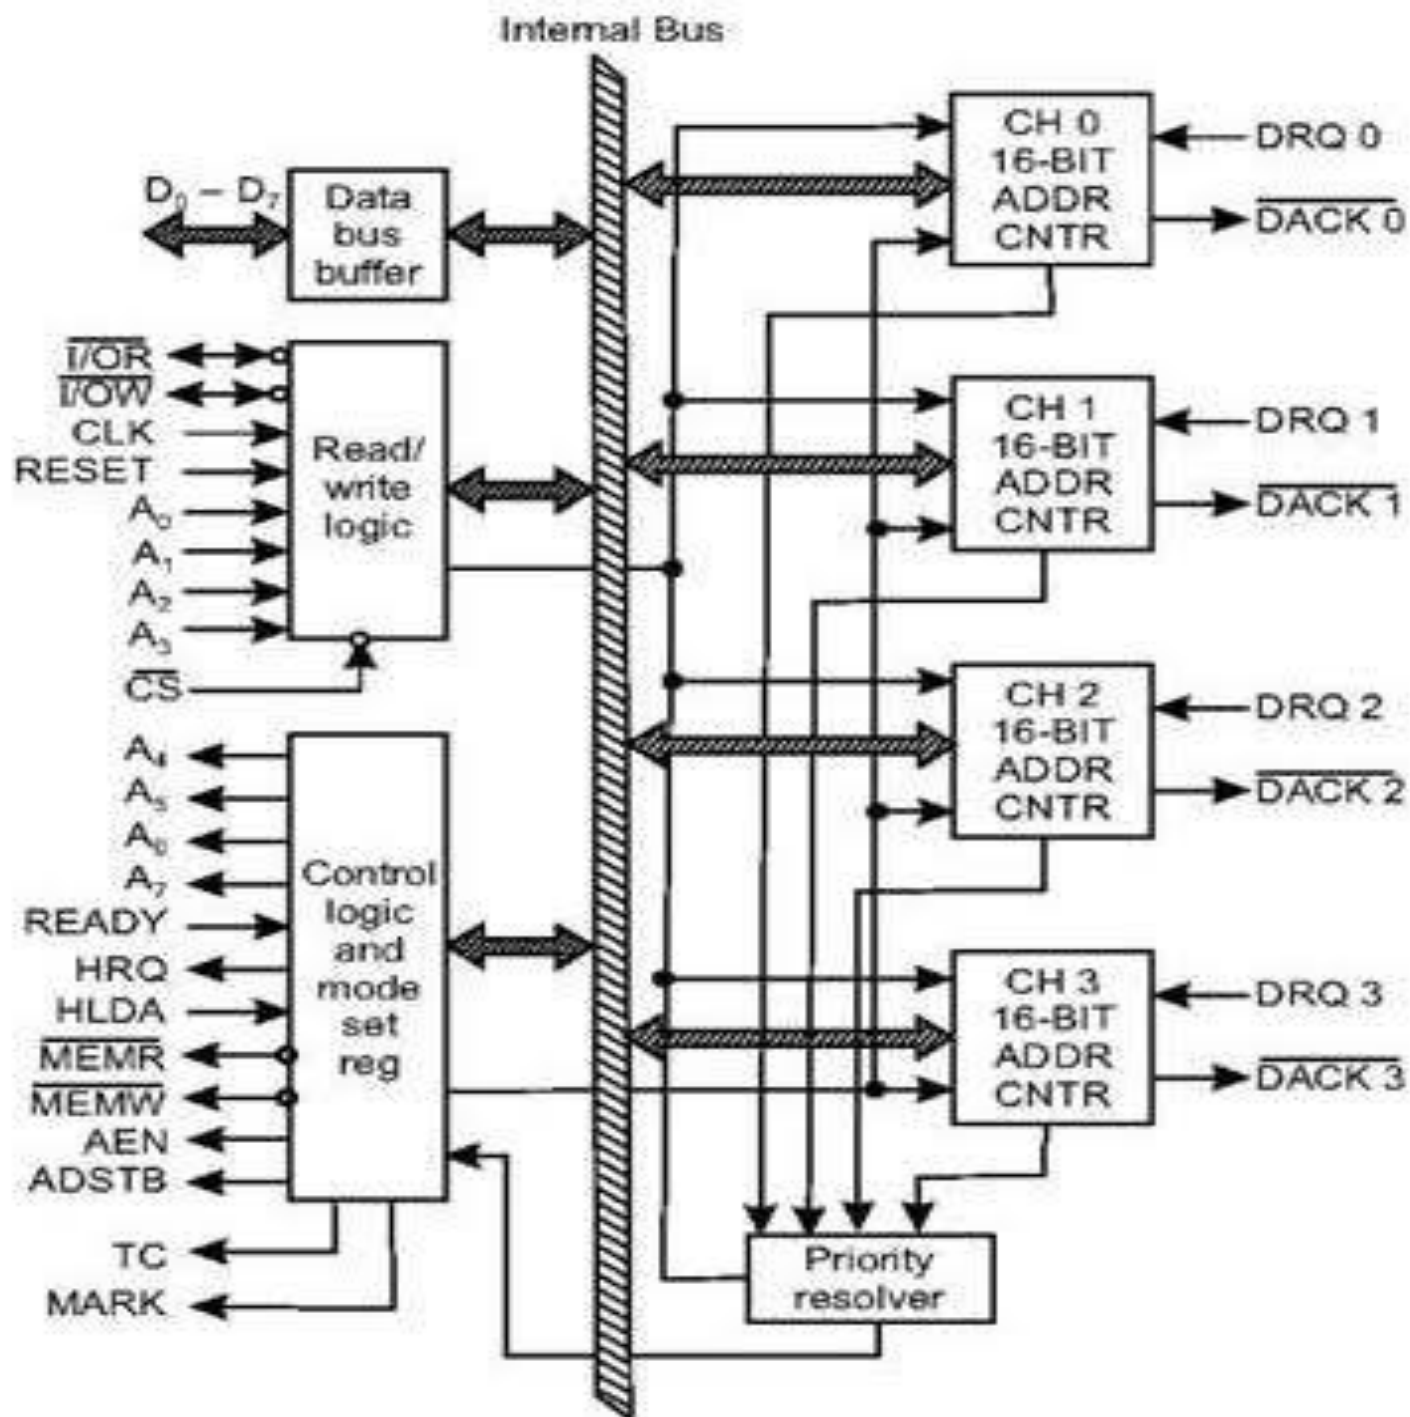 Internal Bus
D₀ – D₇
Data
bus
buffer
I/OR
I/OW
CLK
RESET
A₀
A₁
A₂
A₃
CS
Read/
write
logic
A₄
A₅
A₆
A₇
READY
HRQ
HLDA
MEMR
MEMW
AEN
ADSTB
TC
MARK
Control
logic
and
mode
set
reg
CH 0
16-BIT
ADDR
CNTR
DRQ 0
DACK 0
CH 1
16-BIT
ADDR
CNTR
DRQ 1
DACK 1
CH 2
16-BIT
ADDR
CNTR
DRQ 2
DACK 2
CH 3
16-BIT
ADDR
CNTR
DRQ 3
DACK 3
Priority
resolver